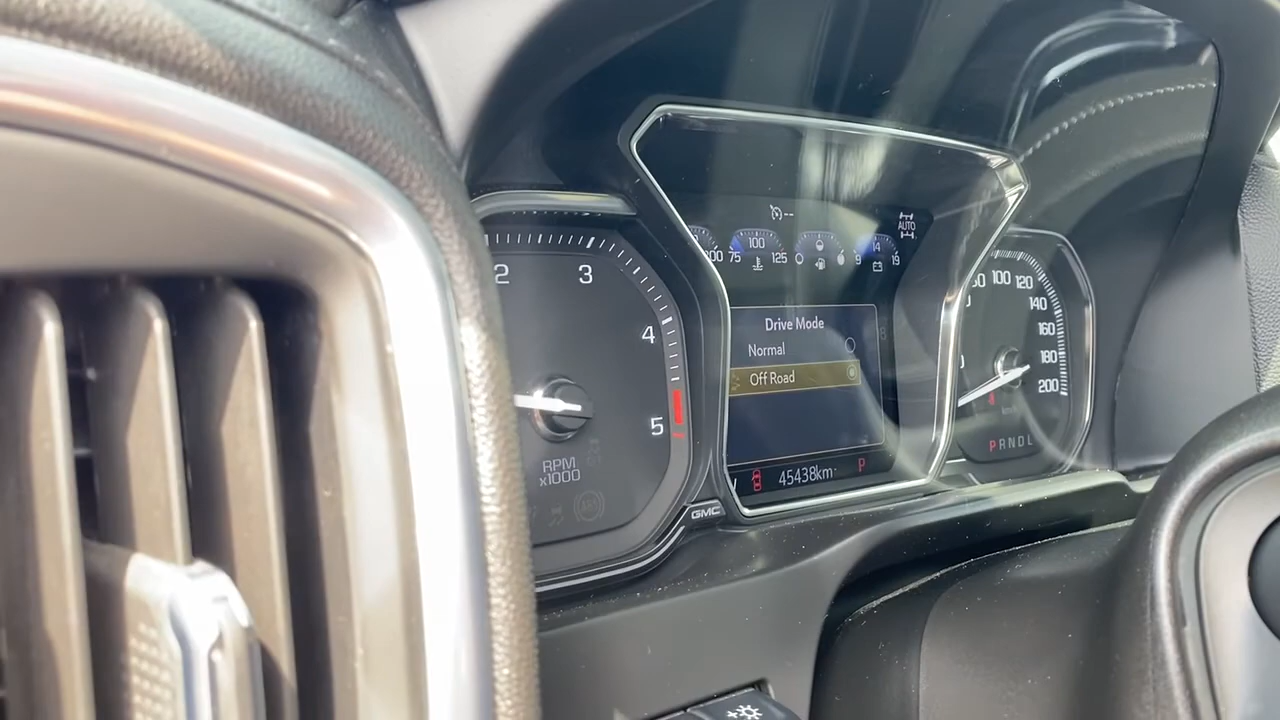 2 3 4 5
RPM
x1000
GMC
--
AUTO
75 100 125
9 14 19
Drive Mode
Normal
Off Road
45438km P
100 120 140 160 180 200
km/h
PRNDL